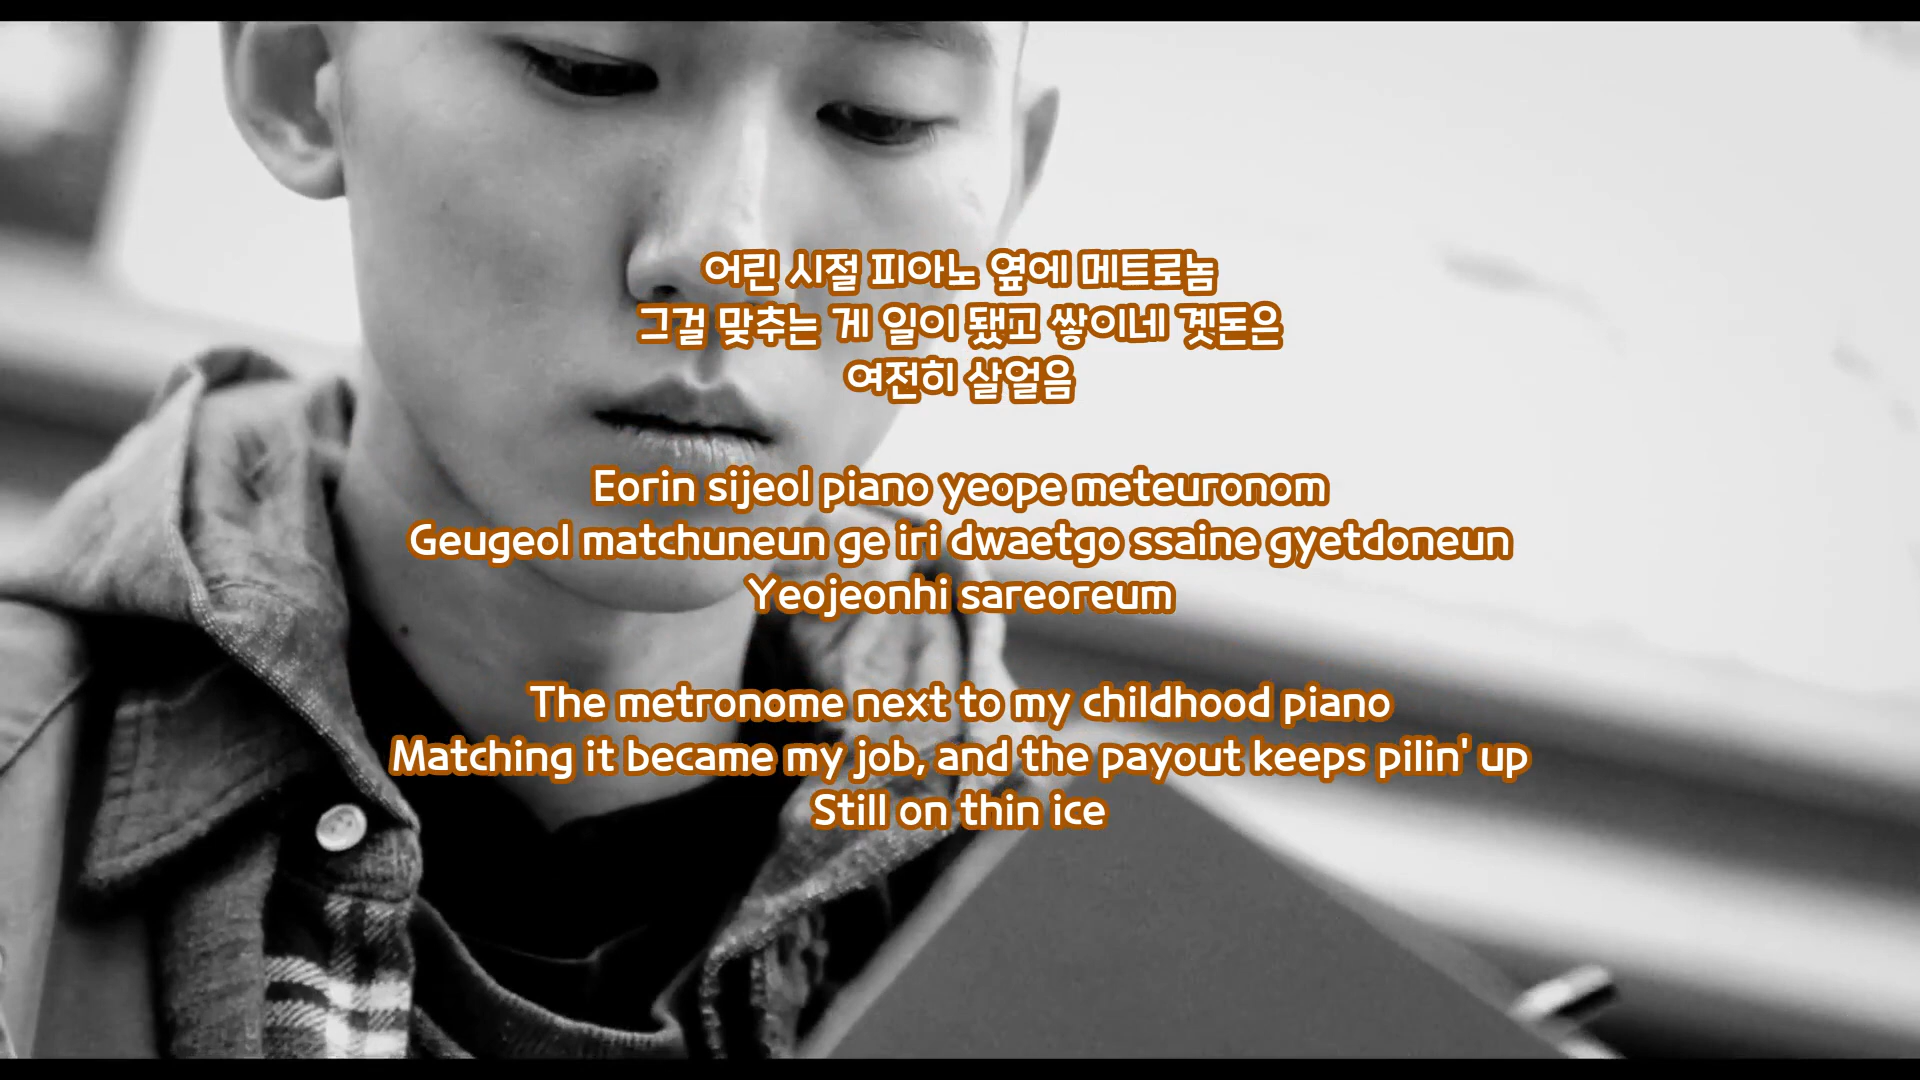 어린 시절 피아노 옆에 메트로놈
그걸 맞추는 게 일이 됐고 쌓이네 곗돈은
여전히 살얼음
Eorin sijeol piano yeope meteuronom
Geugeol matchuneun ge iri dwaetgo ssaine gyetdoneun
Yeojeonhi sareoreum
The metronome next to my childhood piano
Matching it became my job, and the payout keeps pilin' up
Still on thin ice